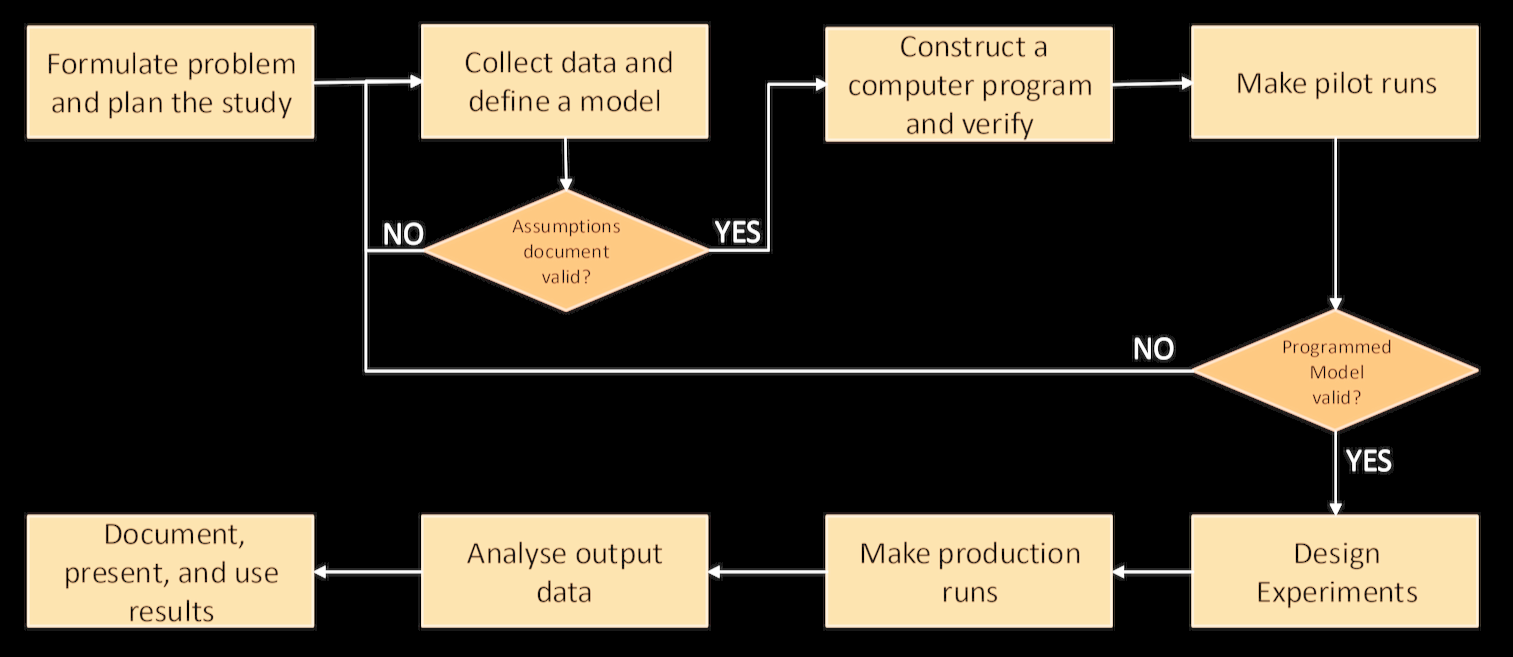 Formulate problem
and plan the study
Collect data and
define a model
Construct a
computer program
and verify
Make pilot runs
NO
Assumptions
document
valid?
YES
NO
Programmed
Model
valid?
YES
Document,
present, and use
results
Analyse output
data
Make production
runs
Design
Experiments